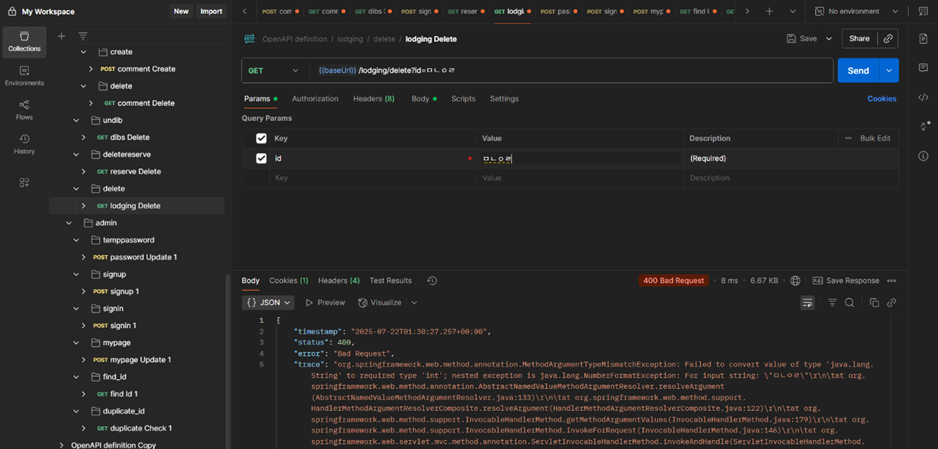 My Workspace
New
Import
POST com
GET comr
GET dibs I
POST sign
GET reser
GET lodgi
POST pas
POST sign
POST myp
GET find I
GET
No environment
Collections
Environments
Flows
History
create
POST comment Create
delete
GET comment Delete
undib
GET dibs Delete
deletereserve
GET reserve Delete
delete
GET lodging Delete
admin
temppassword
POST password Update 1
signup
POST signup 1
signin
POST signin 1
mypage
POST mypage Update 1
find_id
GET find Id 1
duplicate_id
GET duplicate Check 1
OpenAPI definition Copy
OpenAPI definition / lodging / delete / lodging Delete
Save
Share
GET
{{baseUrl}} /lodging/delete?id=ㅁㄴㅇㄹ
Send
Params
Authorization
Headers (8)
Body
Scripts
Settings
Cookies
Query Params
Key
Value
Description
Bulk Edit
id
ㅁㄴㅇㄹ
(Required)
Key
Value
Description
Body
Cookies (1)
Headers (4)
Test Results
400 Bad Request
8 ms
6.67 KB
Save Response
{} JSON
Preview
Visualize
1 {
2 "timestamp": "2025-07-22T01:30:27.257+00:00",
3 "status": 400,
4 "error": "Bad Request",
5 "trace": "org.springframework.web.method.annotation.MethodArgumentTypeMismatchException: Failed to convert value of type 'java.lang.
String' to required type 'int'; nested exception is java.lang.NumberFormatException: For input string: \"ㅁㄴㅇㄹ\"\r\n\tat org.
springframework.web.method.annotation.AbstractNamedValueMethodArgumentResolver.resolveArgument
(AbstractNamedValueMethodArgumentResolver.java:133)\r\n\tat org.springframework.web.method.support.
HandlerMethodArgumentResolverComposite.resolveArgument(HandlerMethodArgumentResolverComposite.java:122)\r\n\tat org.
springframework.web.method.support.InvocableHandlerMethod.getMethodArgumentValues(InvocableHandlerMethod.java:179)\r\n\tat org.
springframework.web.method.support.InvocableHandlerMethod.invokeForRequest(InvocableHandlerMethod.java:146)\r\n\tat org.
springframework.web.servlet.mvc.method.annotation.ServletInvocableHandlerMethod.invokeAndHandle(ServletInvocableHandlerMethod.